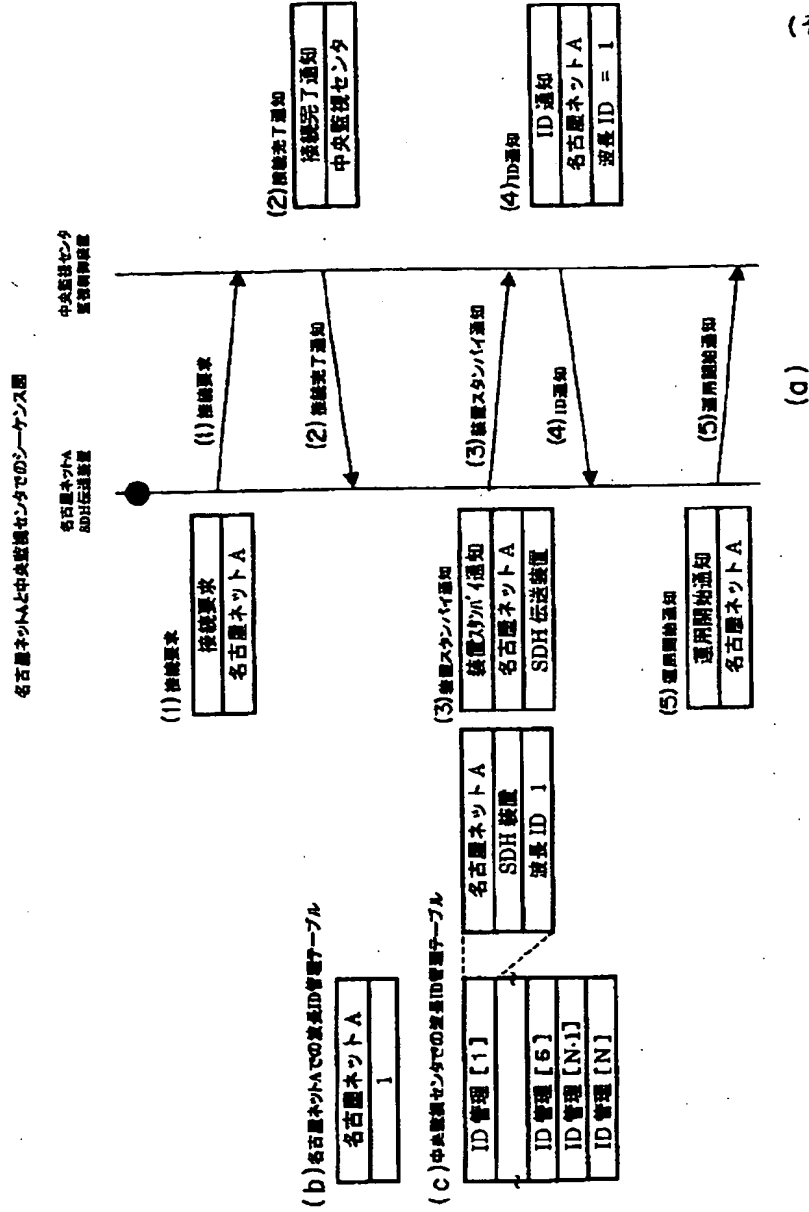 名古屋ネットAと中央監視センタでのシーケンス図
名古屋ネットA
SDH伝送装置
中央監視センタ
監視制御装置
(1)接続要求
接続要求
名古屋ネットA
(1)接続要求
(2)接続完了通知
(2)接続完了通知
接続完了通知
中央監視センタ
(3)装置スタンバイ通知
装置スタンバイ通知
名古屋ネットA
SDH伝送装置
(3)装置スタンバイ通知
(4)ID通知
(4)ID通知
ID通知
名古屋ネットA
波長ID = 1
(5)運用開始通知
運用開始通知
名古屋ネットA
(5)運用開始通知
(a)
(b)名古屋ネットAでの波長ID管理テーブル
名古屋ネットA
1
(c)中央監視センタでの波長ID管理テーブル
ID管理 [1]
ID管理 [6]
ID管理 [N-1]
ID管理 [N]
名古屋ネットA
SDH装置
波長ID 1